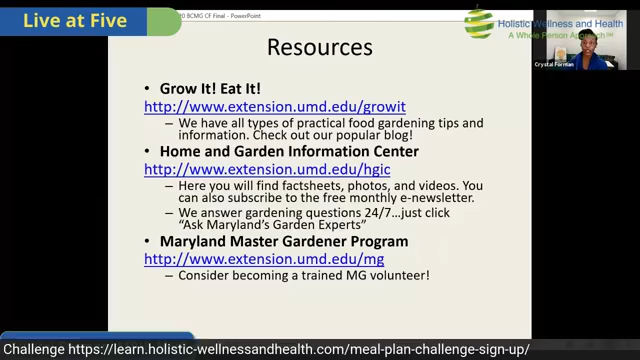 Live at Five
20 BCMG CF Final - PowerPoint
Holistic Wellness and Health
A Whole Person Approach
Crystal Forman
Resources
• Grow It! Eat It!
http://www.extension.umd.edu/growit
– We have all types of practical food gardening tips and
information. Check out our popular blog!
• Home and Garden Information Center
http://www.extension.umd.edu/hgic
– Here you will find factsheets, photos, and videos. You
can also subscribe to the free monthly e-newsletter.
– We answer gardening questions 24/7...just click
“Ask Maryland’s Garden Experts”
• Maryland Master Gardener Program
http://www.extension.umd.edu/mg
– Consider becoming a trained MG volunteer!
Challenge https://learn.holistic-wellnessandhealth.com/meal-plan-challenge-sign-up/